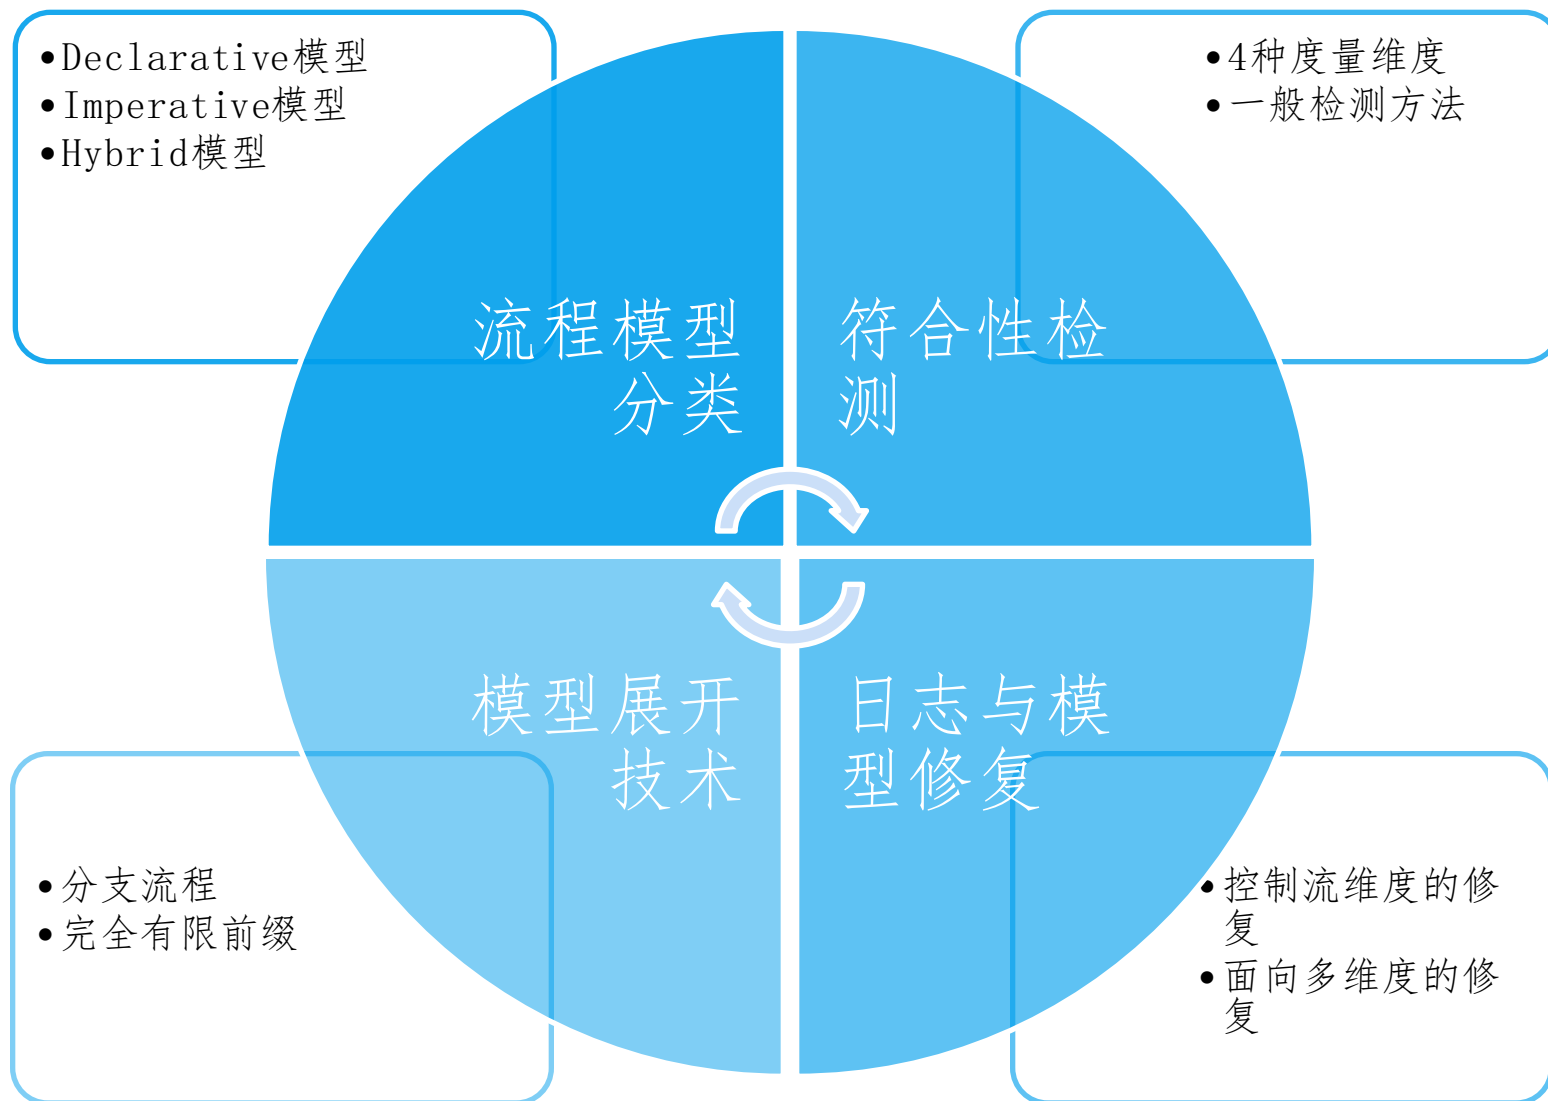 •Declarative模型
•Imperative模型
•Hybrid模型
•4种度量维度
•一般检测方法
流程模型
分类
符合性检
测
模型展开
技术
日志与模
型修复
•分支流程
•完全有限前缀
•控制流维度的修
复
•面向多维度的修
复